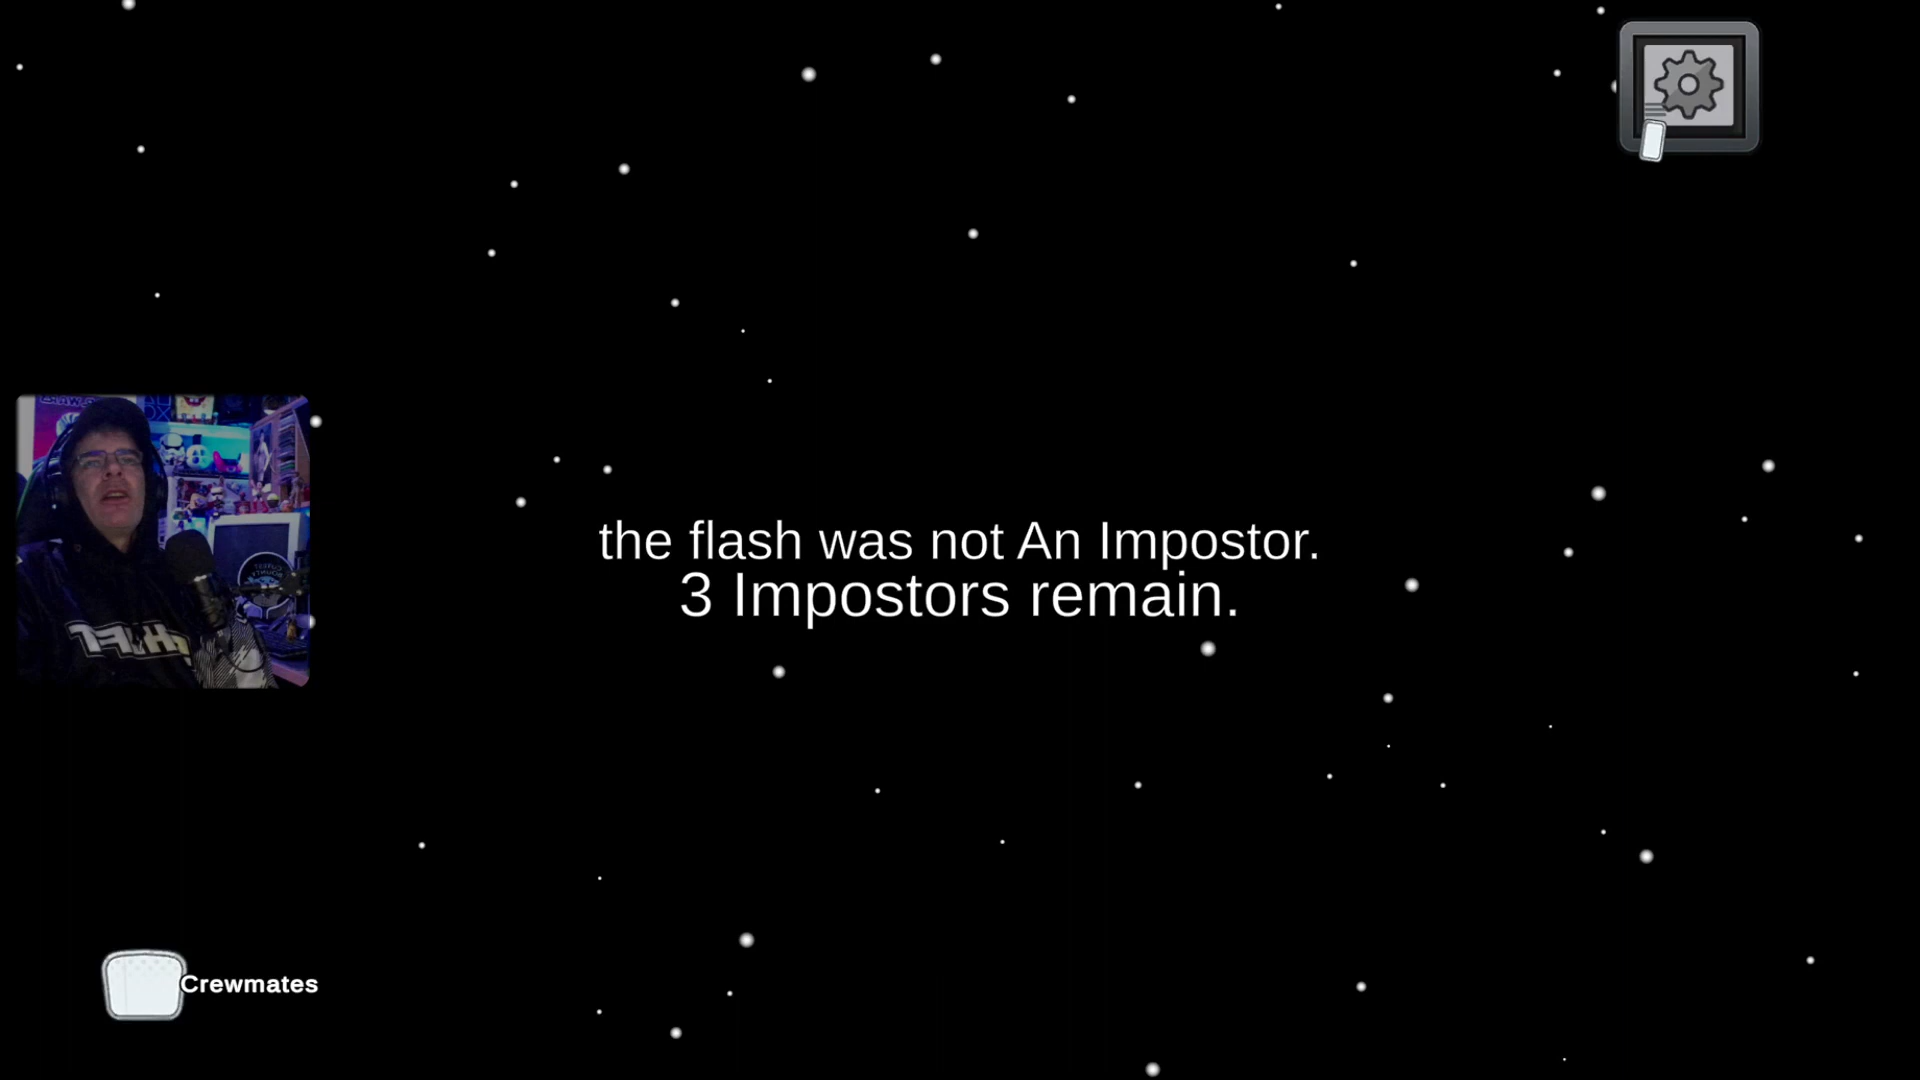 the flash was not An Impostor.
3 Impostors remain.
Crewmates